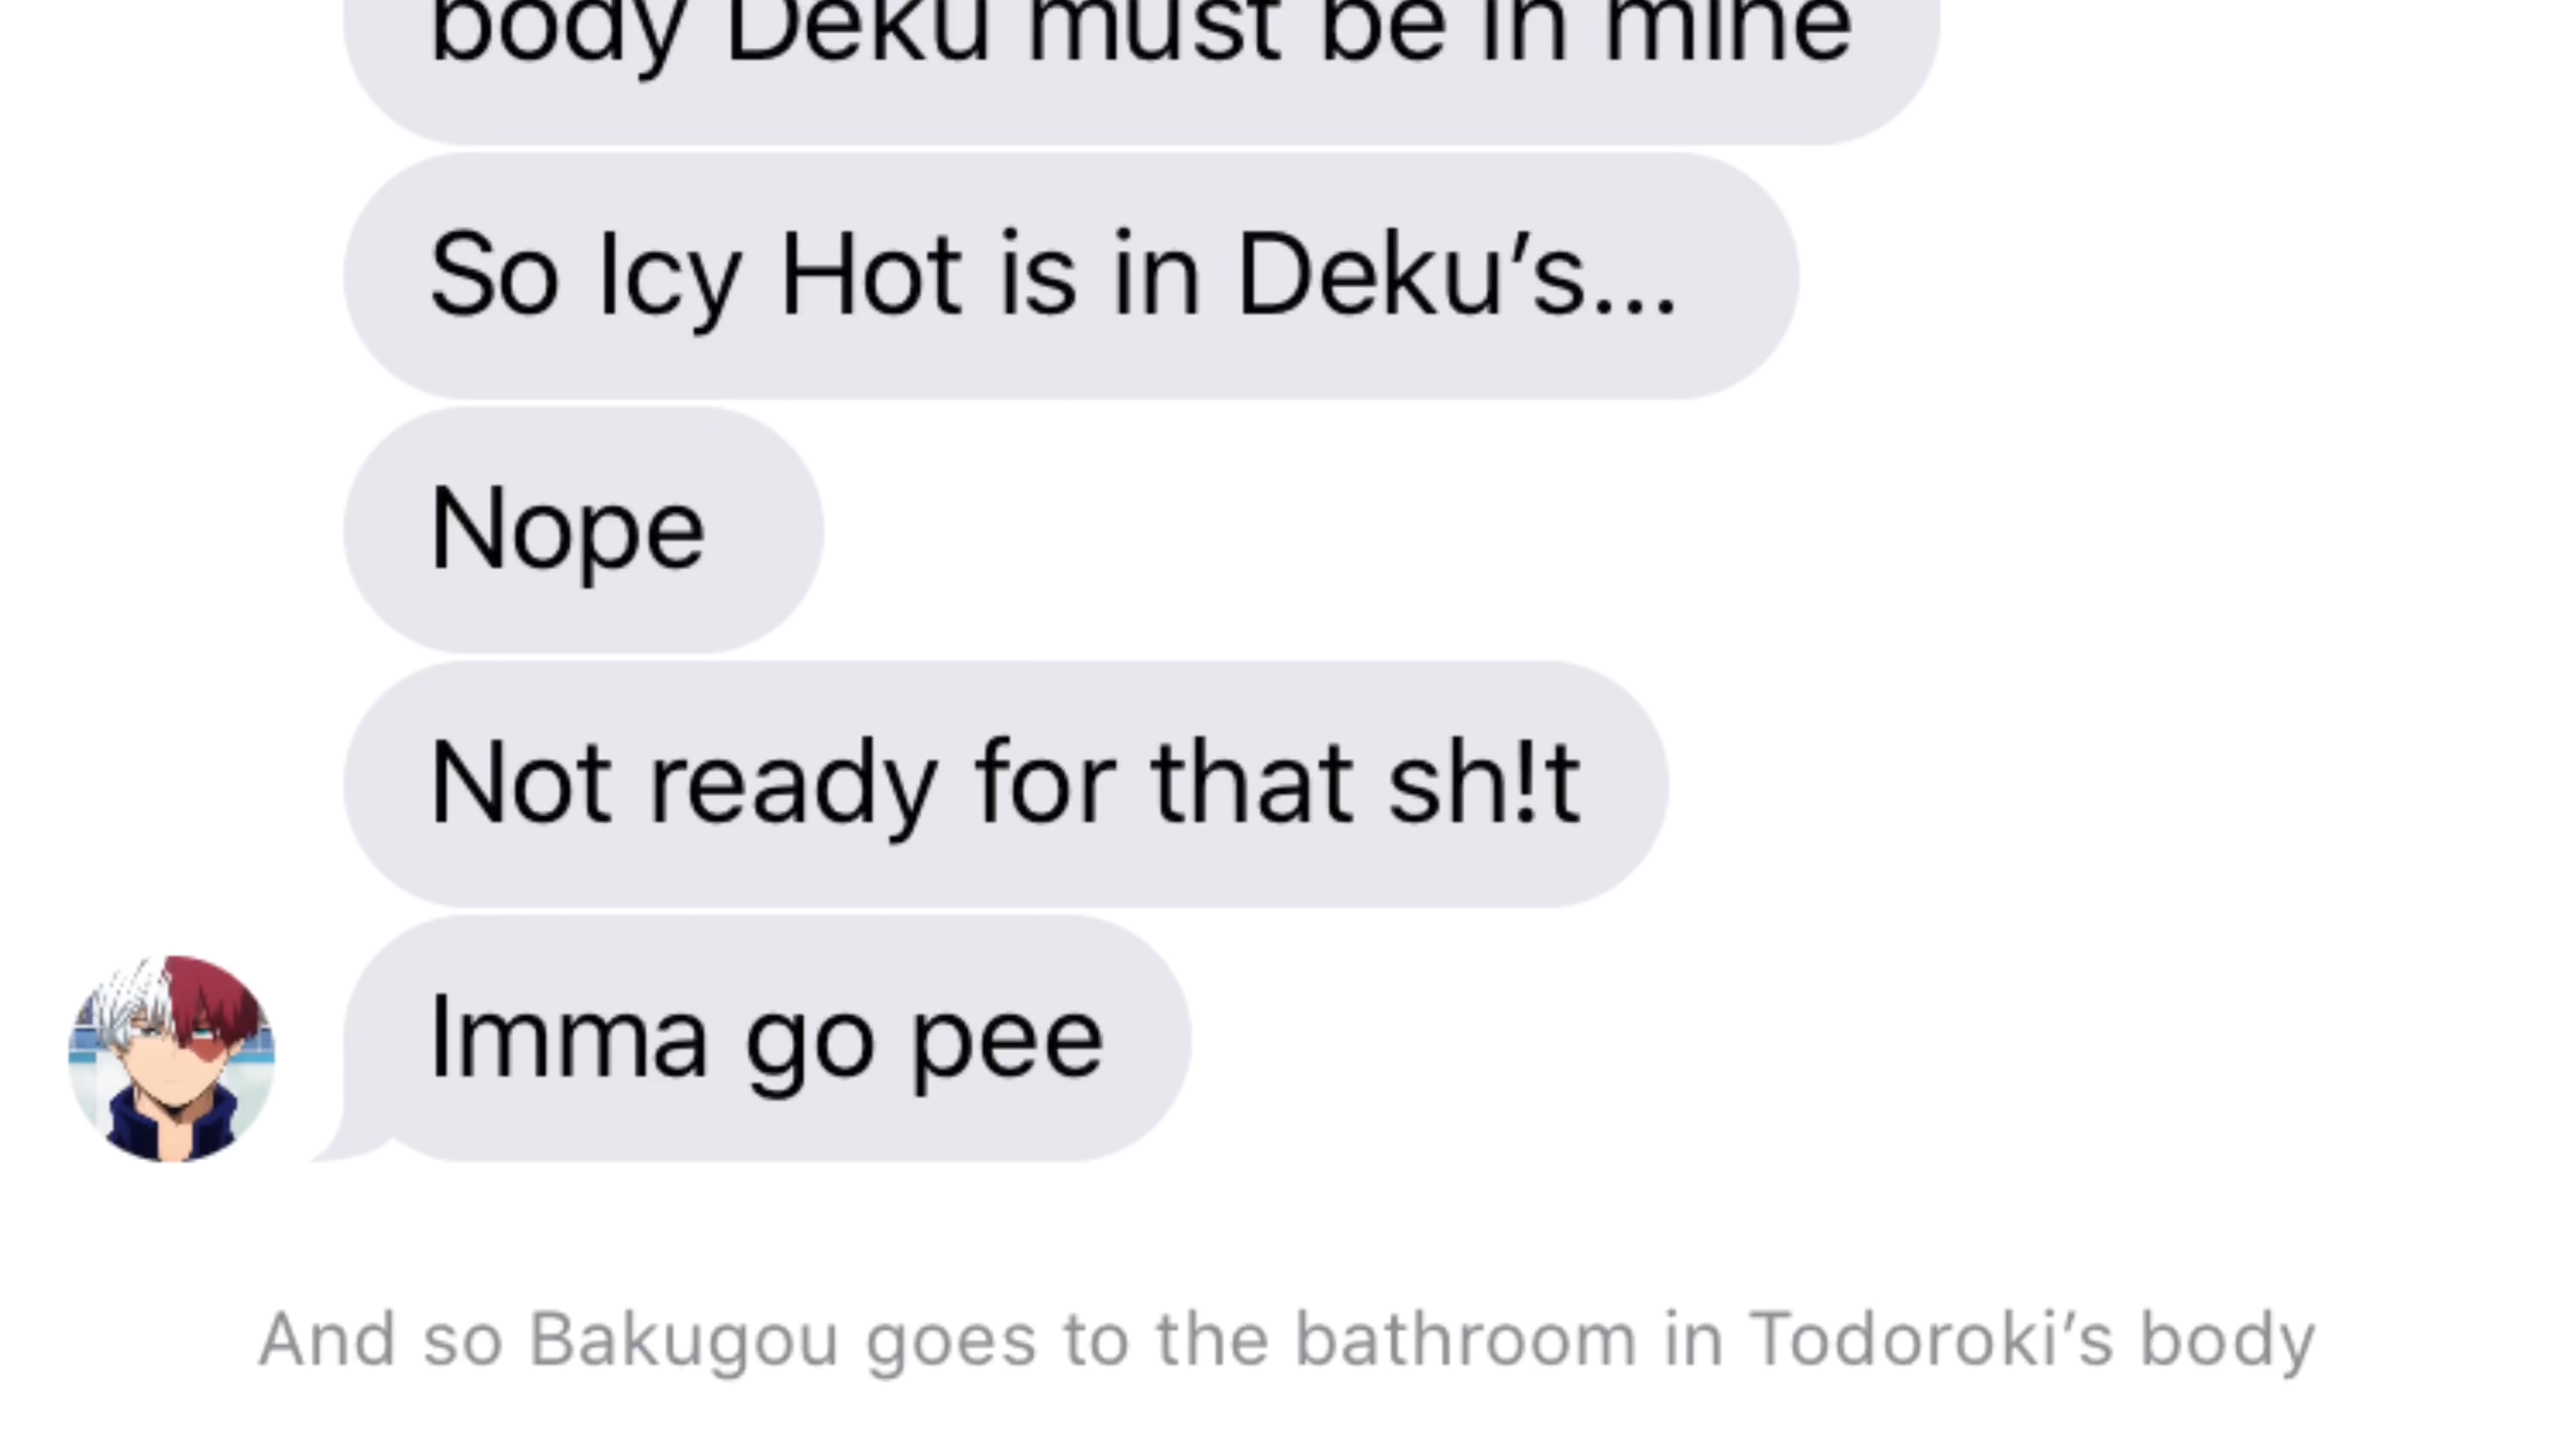 body Deku must be in mine
So Icy Hot is in Deku’s...
Nope
Not ready for that sh!t
Imma go pee
And so Bakugou goes to the bathroom in Todoroki’s body